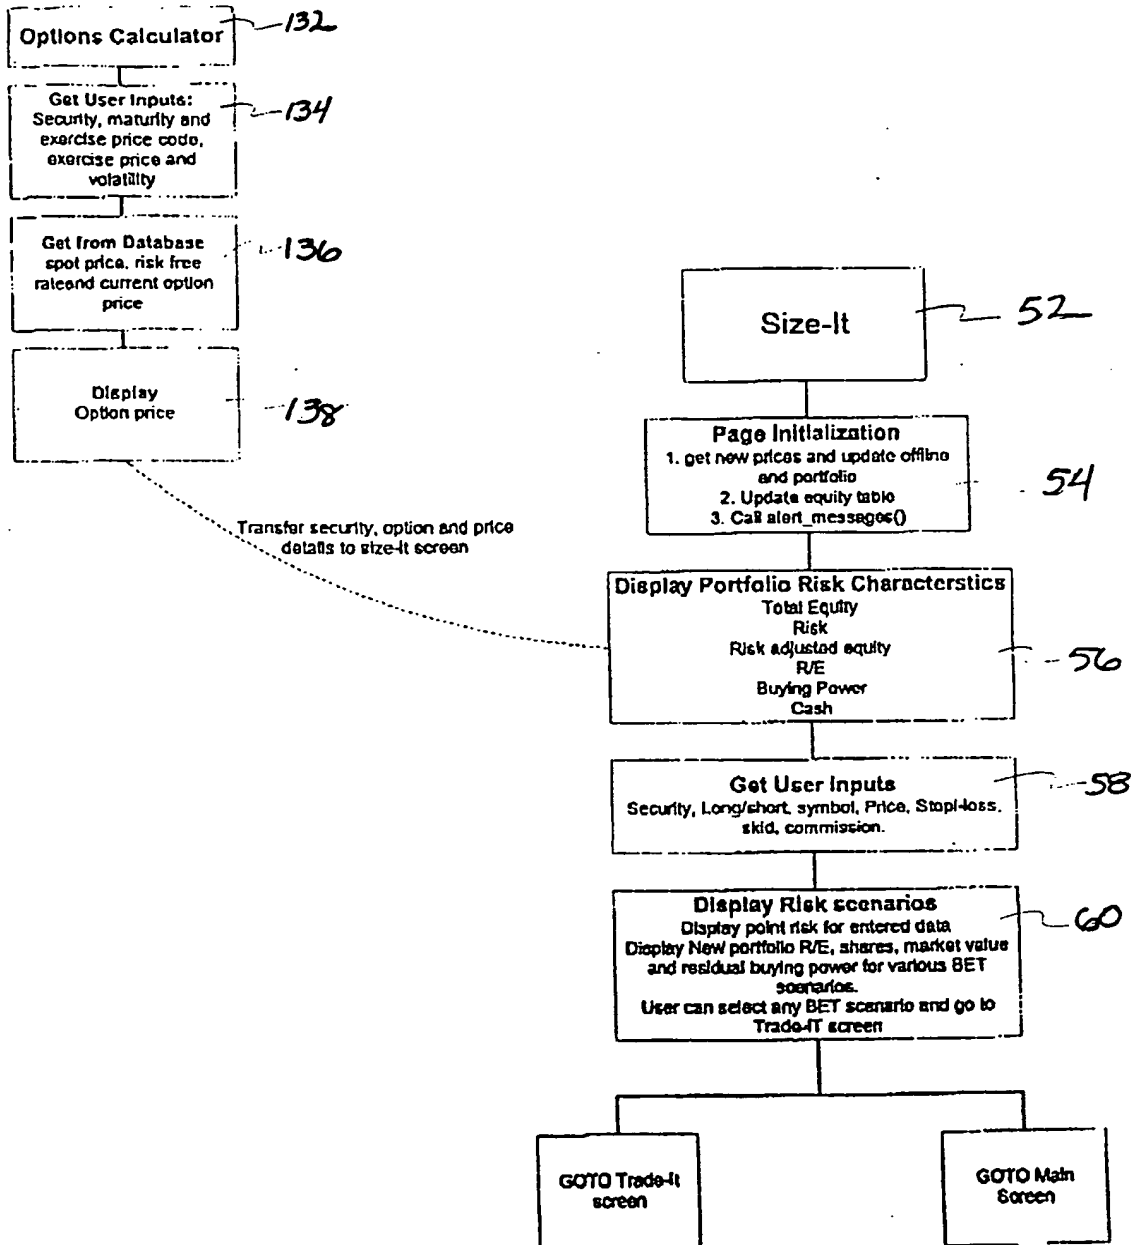 Options Calculator
132
Get User Inputs:
Security, maturity and
exercise price code,
exercise price and
volatility
134
Get from Database
spot price, risk free
rateand current option
price
136
Display
Option price
138
Transfer security, option and price
details to size-it screen
Size-It
52
Page Initialization
1. get new prices and update offline
and portfolio
2. Update equity table
3. Call alert_messages()
54
Display Portfolio Risk Characterstics
Total Equity
Risk
Risk adjusted equity
R/E
Buying Power
Cash
56
Get User Inputs
Security, Long/short, symbol, Price, Stopl-loss,
skid, commission.
58
Display Risk scenarios
Display point risk for entered data
Display New portfolio R/E, shares, market value
and residual buying power for various BET
scenarios.
User can select any BET scenario and go to
Trade-IT screen
60
GOTO Trade-It
screen
GOTO Main
Screen